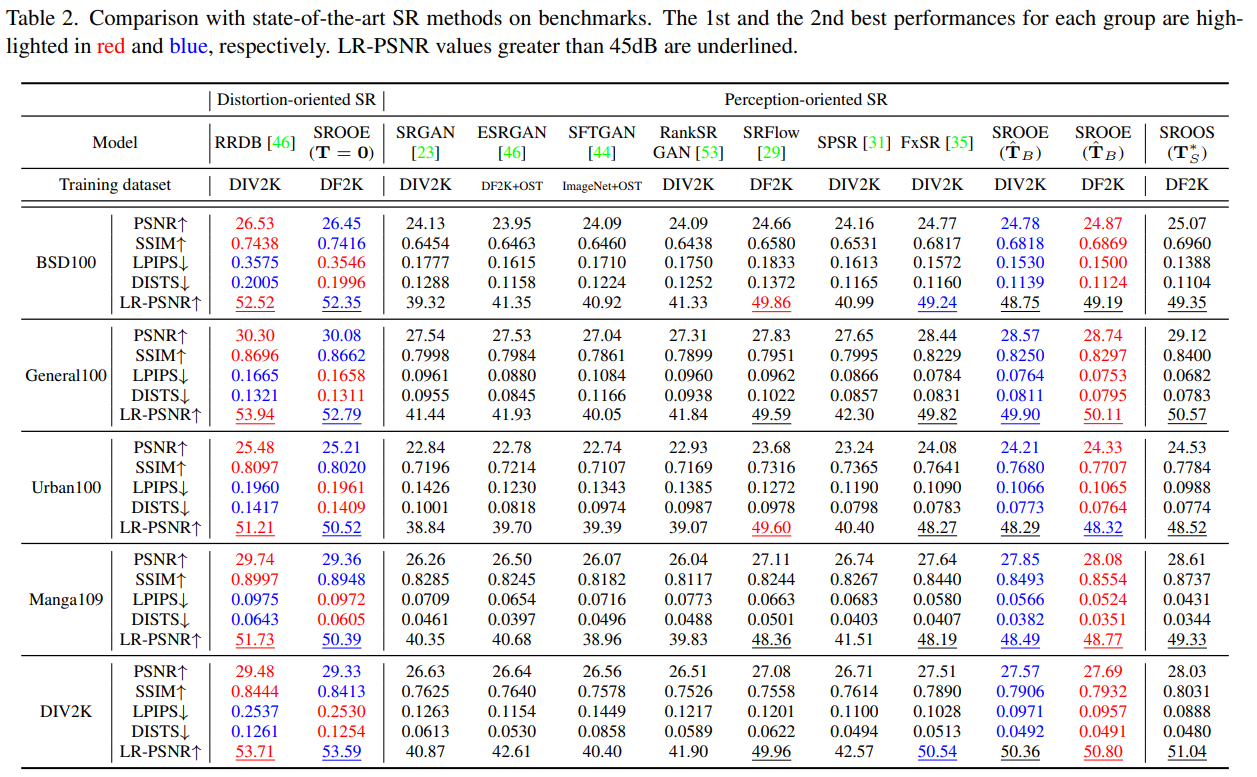 Table 2. Comparison with state-of-the-art SR methods on benchmarks. The 1st and the 2nd best performances for each group are high-
lighted in red and blue, respectively. LR-PSNR values greater than 45dB are underlined.
Distortion-oriented SR Perception-oriented SR
Model RRDB [46] SROOE (T = 0) SRGAN [23] ESRGAN [46] SFTGAN [44] RankSR GAN [53] SRFlow [29] SPSR [31] FxSR [35] SROOE (T̂_B) SROOE (T̂_B) SROOS (T*_S)
Training dataset DIV2K DF2K DIV2K DF2K+OST ImageNet+OST DIV2K DF2K DIV2K DIV2K DIV2K DF2K DF2K
PSNR↑ 26.53 26.45 24.13 23.95 24.09 24.09 24.66 24.16 24.77 24.78 24.87 25.07
SSIM↑ 0.7438 0.7416 0.6454 0.6463 0.6460 0.6438 0.6580 0.6531 0.6817 0.6818 0.6869 0.6960
BSD100 LPIPS↓ 0.3575 0.3546 0.1777 0.1615 0.1710 0.1750 0.1833 0.1613 0.1572 0.1530 0.1500 0.1388
DISTS↓ 0.2005 0.1996 0.1288 0.1158 0.1224 0.1252 0.1372 0.1165 0.1160 0.1139 0.1124 0.1104
LR-PSNR↑ 52.52 52.35 39.32 41.35 40.92 41.33 49.86 40.99 49.24 48.75 49.19 49.35
PSNR↑ 30.30 30.08 27.54 27.53 27.04 27.31 27.83 27.65 28.44 28.57 28.74 29.12
SSIM↑ 0.8696 0.8662 0.7998 0.7984 0.7861 0.7899 0.7951 0.7995 0.8229 0.8250 0.8297 0.8400
General100 LPIPS↓ 0.1665 0.1658 0.0961 0.0880 0.1084 0.0960 0.0962 0.0866 0.0784 0.0764 0.0753 0.0682
DISTS↓ 0.1321 0.1311 0.0955 0.0845 0.1166 0.0938 0.1022 0.0857 0.0831 0.0811 0.0795 0.0783
LR-PSNR↑ 53.94 52.79 41.44 41.93 40.05 41.84 49.59 42.30 49.82 49.90 50.11 50.57
PSNR↑ 25.48 25.21 22.84 22.78 22.74 22.93 23.68 23.24 24.08 24.21 24.33 24.53
SSIM↑ 0.8097 0.8020 0.7196 0.7214 0.7107 0.7169 0.7316 0.7365 0.7641 0.7680 0.7707 0.7784
Urban100 LPIPS↓ 0.1960 0.1961 0.1426 0.1230 0.1343 0.1385 0.1272 0.1190 0.1090 0.1066 0.1065 0.0988
DISTS↓ 0.1417 0.1409 0.1001 0.0818 0.0974 0.0987 0.0978 0.0798 0.0783 0.0773 0.0764 0.0774
LR-PSNR↑ 51.21 50.52 38.84 39.70 39.39 39.07 49.60 40.40 48.27 48.29 48.32 48.52
PSNR↑ 29.74 29.36 26.26 26.50 26.07 26.04 27.11 26.74 27.64 27.85 28.08 28.61
SSIM↑ 0.8997 0.8948 0.8285 0.8245 0.8182 0.8117 0.8244 0.8267 0.8440 0.8493 0.8554 0.8737
Manga109 LPIPS↓ 0.0975 0.0972 0.0709 0.0654 0.0716 0.0773 0.0663 0.0683 0.0580 0.0566 0.0524 0.0431
DISTS↓ 0.0643 0.0605 0.0461 0.0397 0.0496 0.0488 0.0501 0.0403 0.0407 0.0382 0.0351 0.0344
LR-PSNR↑ 51.73 50.39 40.35 40.68 38.96 39.83 48.36 41.51 48.19 48.49 48.77 49.33
PSNR↑ 29.48 29.33 26.63 26.64 26.56 26.51 27.08 26.71 27.51 27.57 27.69 28.03
SSIM↑ 0.8444 0.8413 0.7625 0.7640 0.7578 0.7526 0.7558 0.7614 0.7890 0.7906 0.7932 0.8031
DIV2K LPIPS↓ 0.2537 0.2530 0.1263 0.1154 0.1449 0.1217 0.1201 0.1100 0.1028 0.0971 0.0957 0.0888
DISTS↓ 0.1261 0.1254 0.0613 0.0530 0.0858 0.0589 0.0622 0.0494 0.0513 0.0492 0.0491 0.0480
LR-PSNR↑ 53.71 53.59 40.87 42.61 40.40 41.90 49.96 42.57 50.54 50.36 50.80 51.04